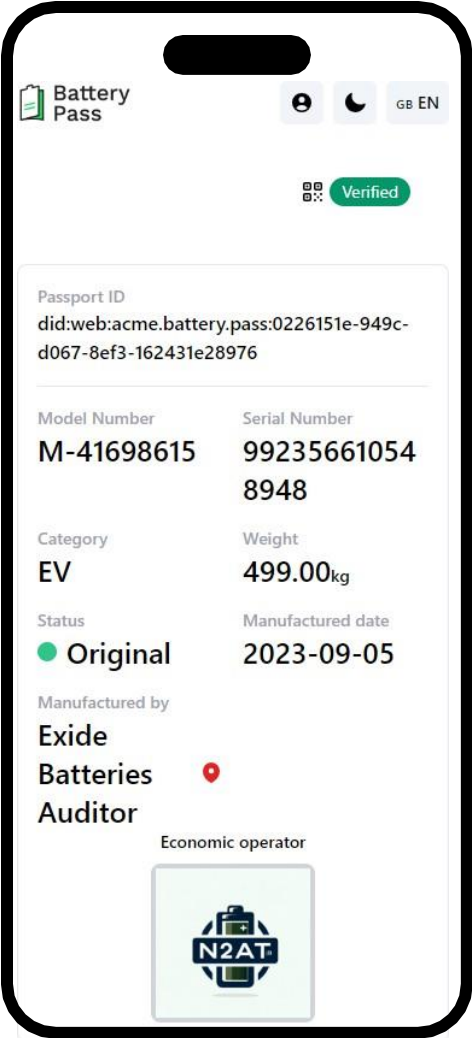 Battery
Pass
GB EN
Verified
Passport ID
did:web:acme.battery.pass:0226151e-949c-
d067-8ef3-162431e28976
Model Number
M-41698615
Serial Number
99235661054
8948
Category
EV
Weight
499.00kg
Status
Original
Manufactured date
2023-09-05
Manufactured by
Exide
Batteries
Auditor
Economic operator
N2AT